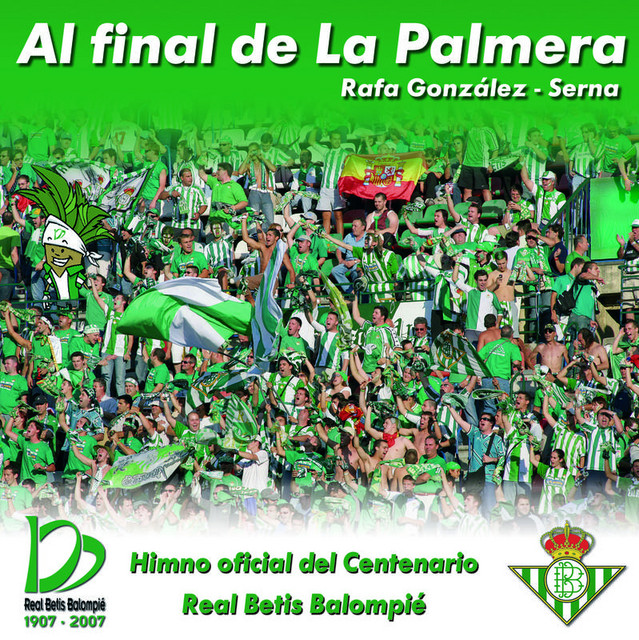 Al final de La Palmera
Rafa González - Serna
Himno oficial del Centenario
Real Betis Balompié
Real Betis Balompié
1907 - 2007